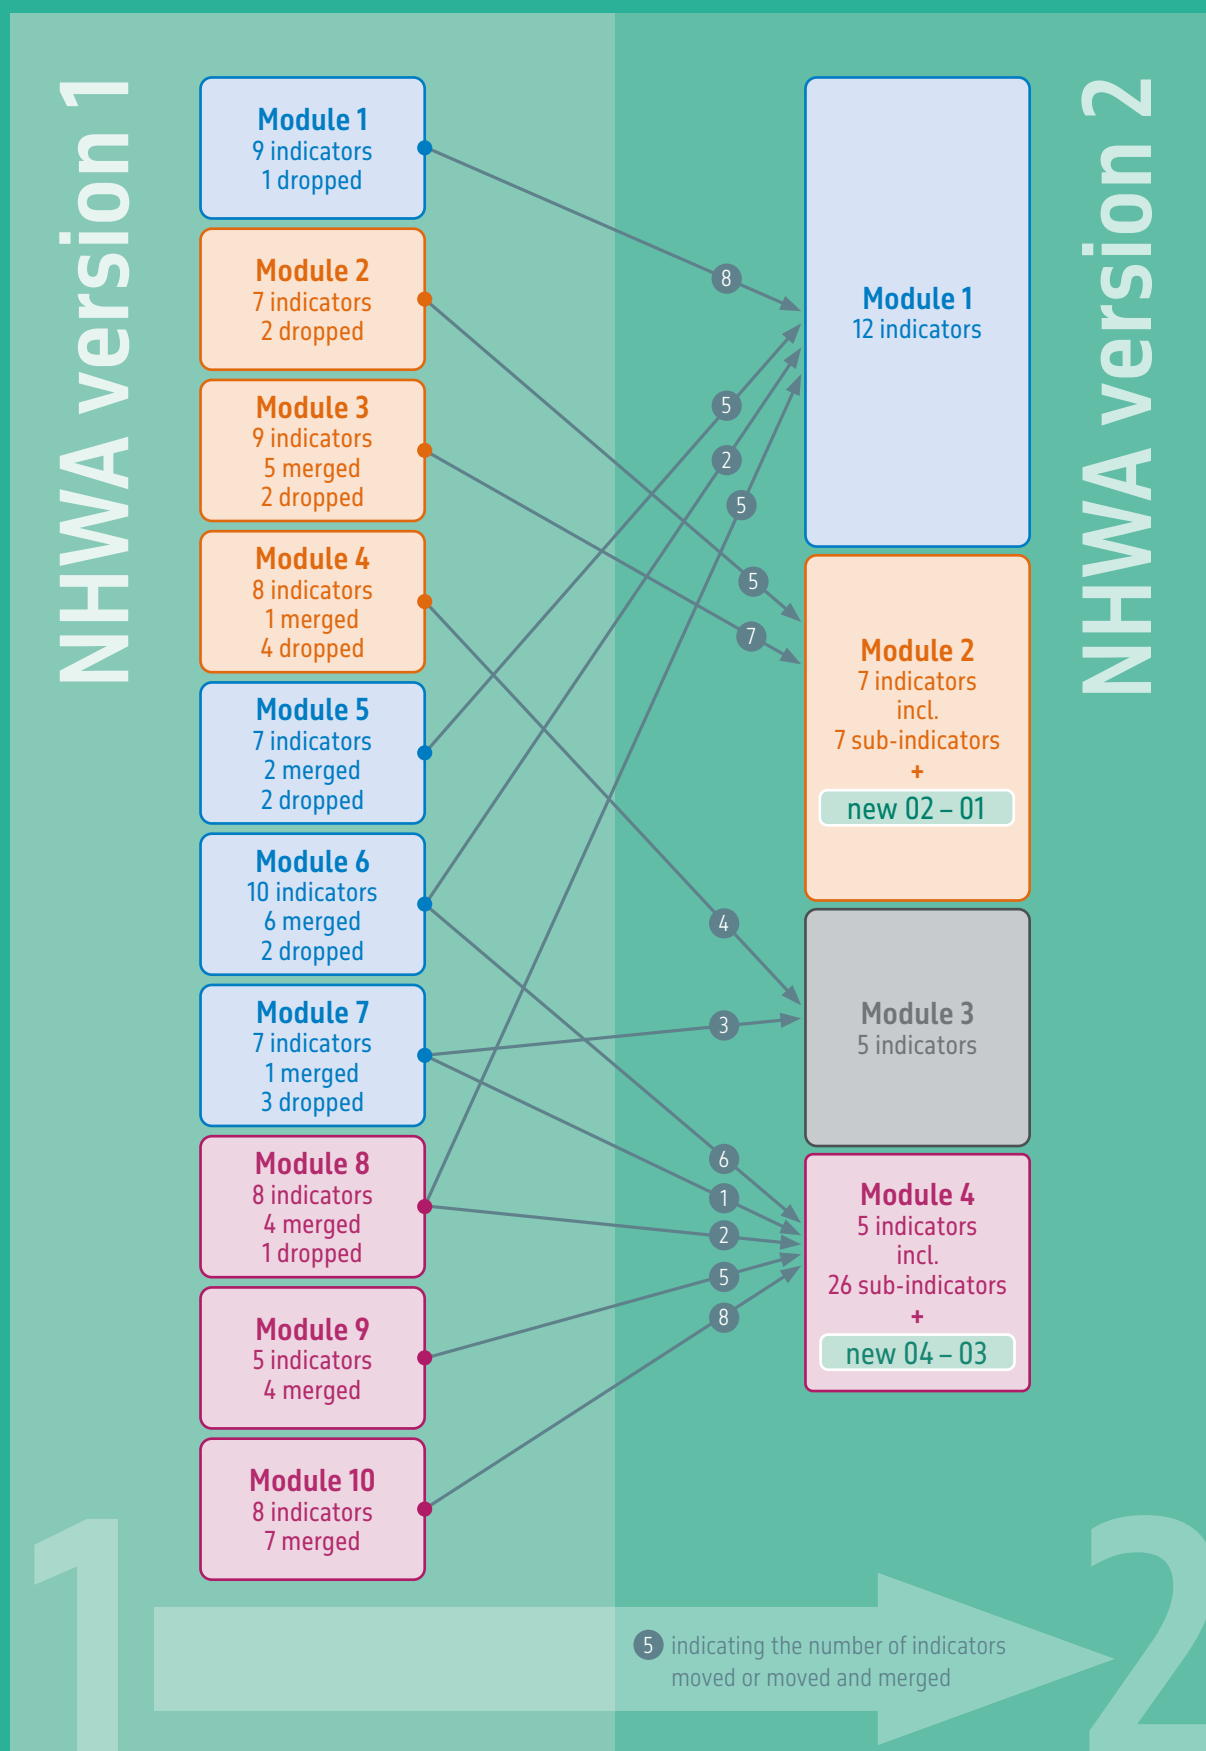 NHWA version 1
Module 1
9 indicators
1 dropped
Module 2
7 indicators
2 dropped
Module 3
9 indicators
5 merged
2 dropped
Module 4
8 indicators
1 merged
4 dropped
Module 5
7 indicators
2 merged
2 dropped
Module 6
10 indicators
6 merged
2 dropped
Module 7
7 indicators
1 merged
3 dropped
Module 8
8 indicators
4 merged
1 dropped
Module 9
5 indicators
4 merged
Module 10
8 indicators
7 merged
8
5
2
5
5
7
4
3
6
1
2
5
8
NHWA version 2
Module 1
12 indicators
Module 2
7 indicators
incl.
7 sub-indicators
+
new 02 – 01
Module 3
5 indicators
Module 4
5 indicators
incl.
26 sub-indicators
+
new 04 – 03
1
5 indicating the number of indicators
moved or moved and merged
2